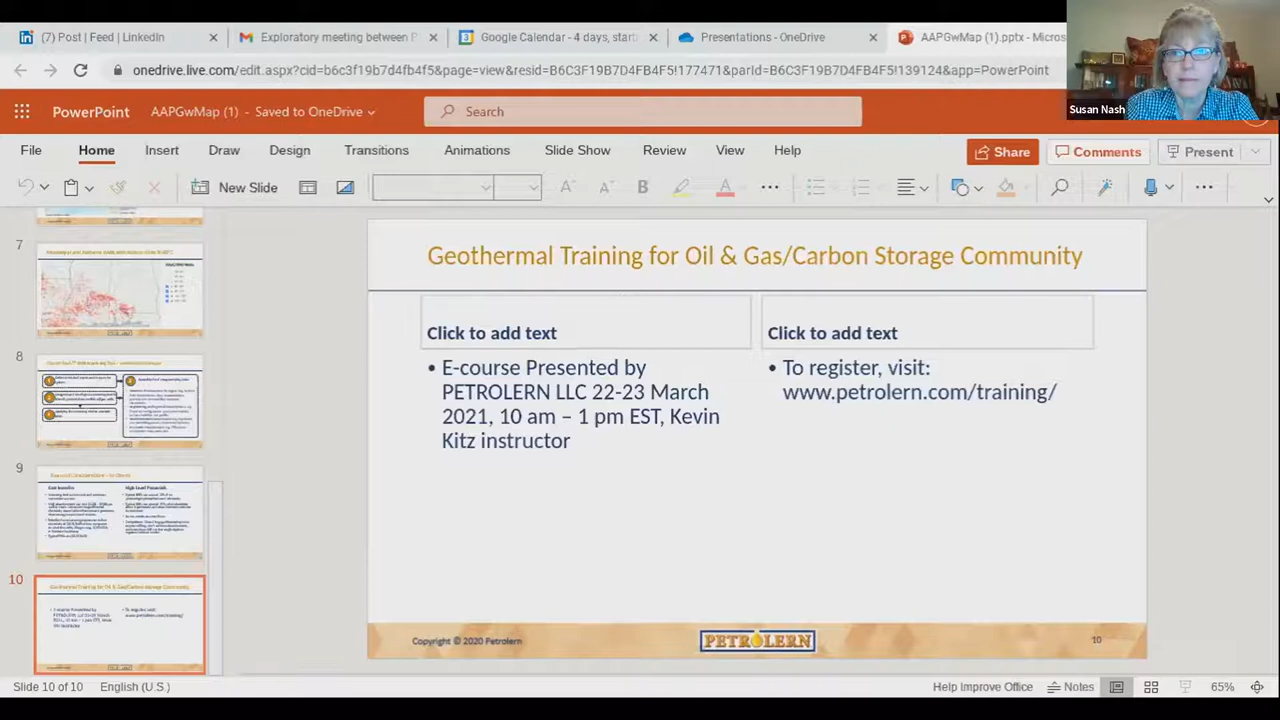 (7) Post | Feed | LinkedIn
Exploratory meeting between P
Google Calendar - 4 days, star
Presentations - OneDrive
AAPGwMap (1).pptx - Micros
onedrive.live.com/edit.aspx?cid=b6c3f19b7d4fb4f5&page=view&resid=B6C3F19B7D4FB4F5!177471&parId=B6C3F19B7D4FB4F5!139124&app=PowerPoint
Susan Nash
PowerPoint
AAPGwMap (1) - Saved to OneDrive
Search
File
Home
Insert
Draw
Design
Transitions
Animations
Slide Show
Review
View
Help
Share
Comments
Present
New Slide
7
8
9
10
Geothermal Training for Oil & Gas/Carbon Storage Community
Click to add text
• E-course Presented by
PETROLERN LLC 22-23 March
2021, 10 am - 1 pm EST, Kevin
Kitz instructor
Click to add text
• To register, visit:
www.petrolern.com/training/
Copyright © 2020 Petrolern
PETROLERN
10
Slide 10 of 10
English (U.S.)
Help Improve Office
Notes
65%